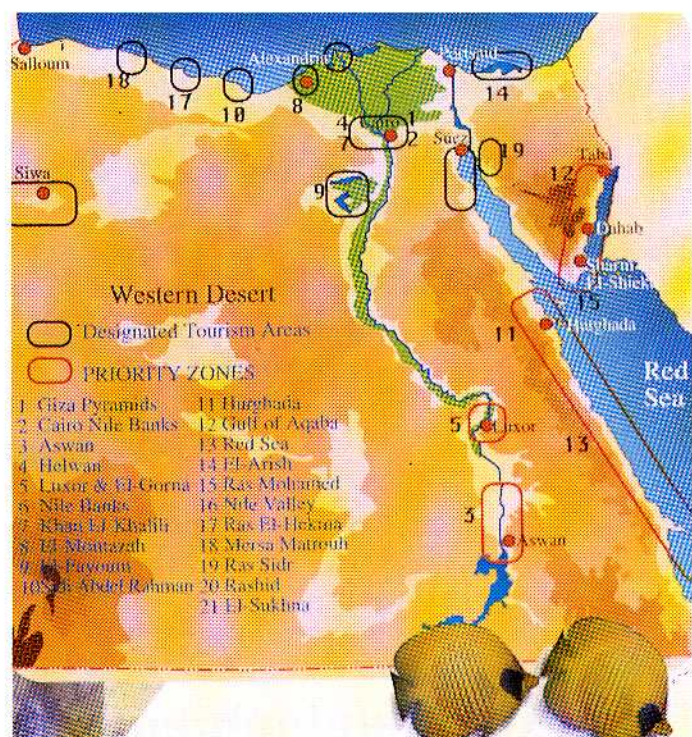 Salloum
Alexandria
Portsaid
18
17
10
8
14
4
Cairo
1
7
2
Suez
19
Siwa
9
12
Taba
Dahab
Sharm
El-Shiekh
15
Western Desert
11
Hurghada
Designated Tourism Areas
PRIORITY ZONES
Red
Sea
1 Giza Pyramids 11 Hurghada
2 Cairo Nile Banks 12 Gulf of Aqaba
3 Aswan 13 Red Sea
4 Helwan 14 El-Arish
5 Luxor & El-Gorna 15 Ras Mohamed
6 Nile Banks 16 Nile Valley
7 Khan El-Khalili 17 Ras El-Hekma
8 El-Montazah 18 Mersa Matrouh
9 Fayoum 19 Ras Sidr
10 Abdel Rahman 20 Rashid
21 El-Sukhna
5
Luxor
13
3
Aswan